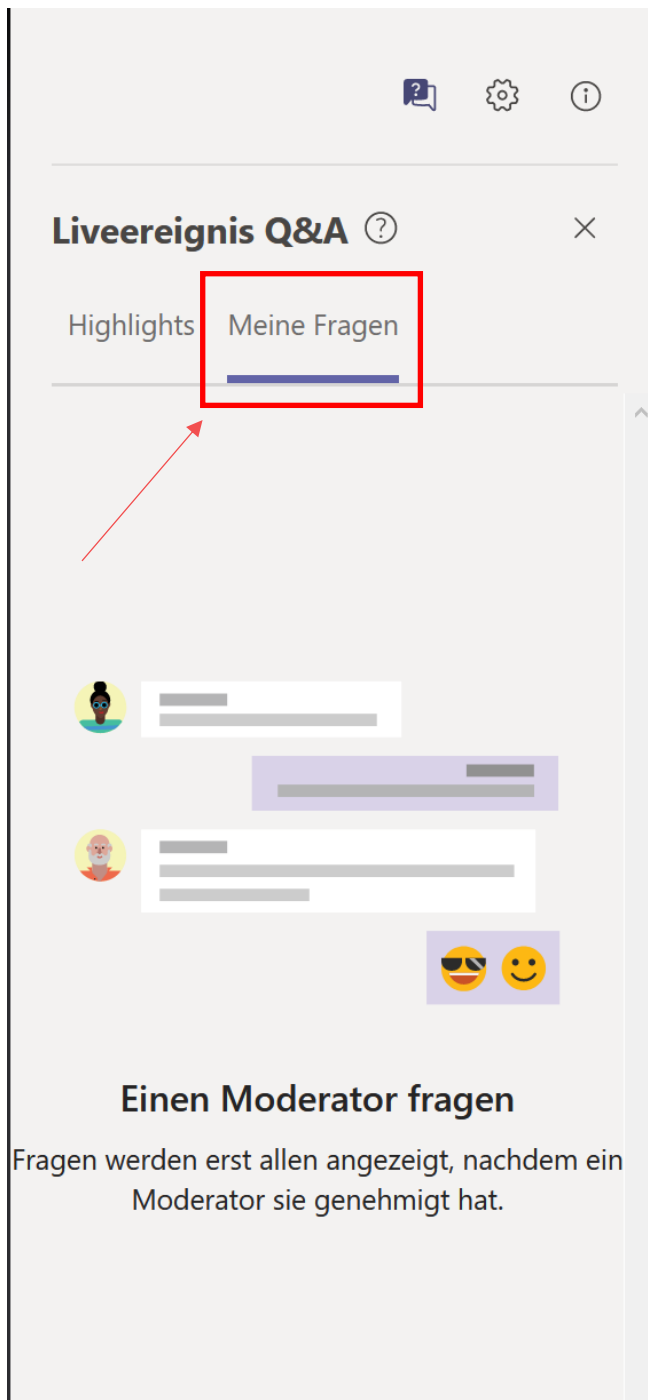 Liveereignis Q&A
Highlights Meine Fragen
Einen Moderator fragen
Fragen werden erst allen angezeigt, nachdem ein
Moderator sie genehmigt hat.